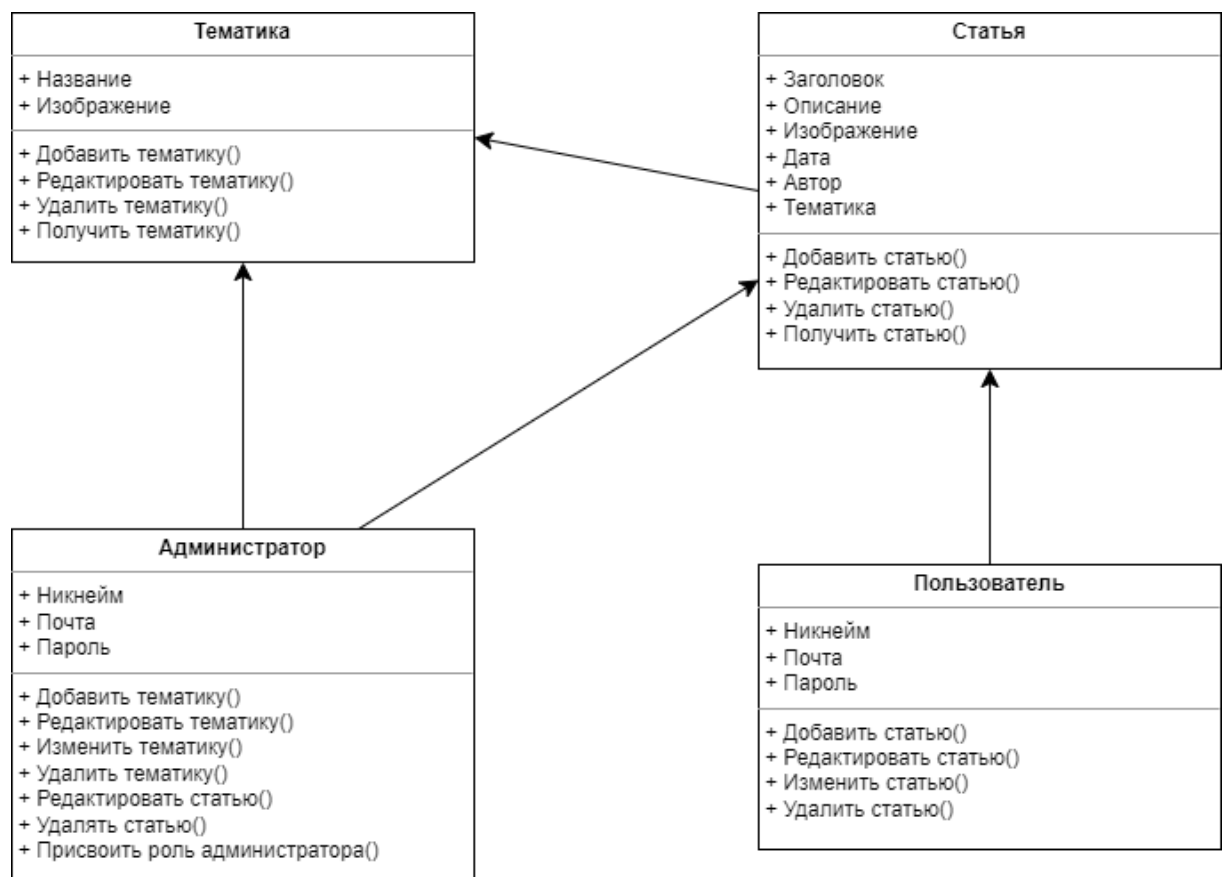 Тематика
+ Название
+ Изображение
+ Добавить тематику()
+ Редактировать тематику()
+ Удалить тематику()
+ Получить тематику()
Статья
+ Заголовок
+ Описание
+ Изображение
+ Дата
+ Автор
+ Тематика
+ Добавить статью()
+ Редактировать статью()
+ Удалить статью()
+ Получить статью()
Администратор
+ Никнейм
+ Почта
+ Пароль
+ Добавить тематику()
+ Редактировать тематику()
+ Изменить тематику()
+ Удалить тематику()
+ Редактировать статью()
+ Удалять статью()
+ Присвоить роль администратора()
Пользователь
+ Никнейм
+ Почта
+ Пароль
+ Добавить статью()
+ Редактировать статью()
+ Изменить статью()
+ Удалить статью()